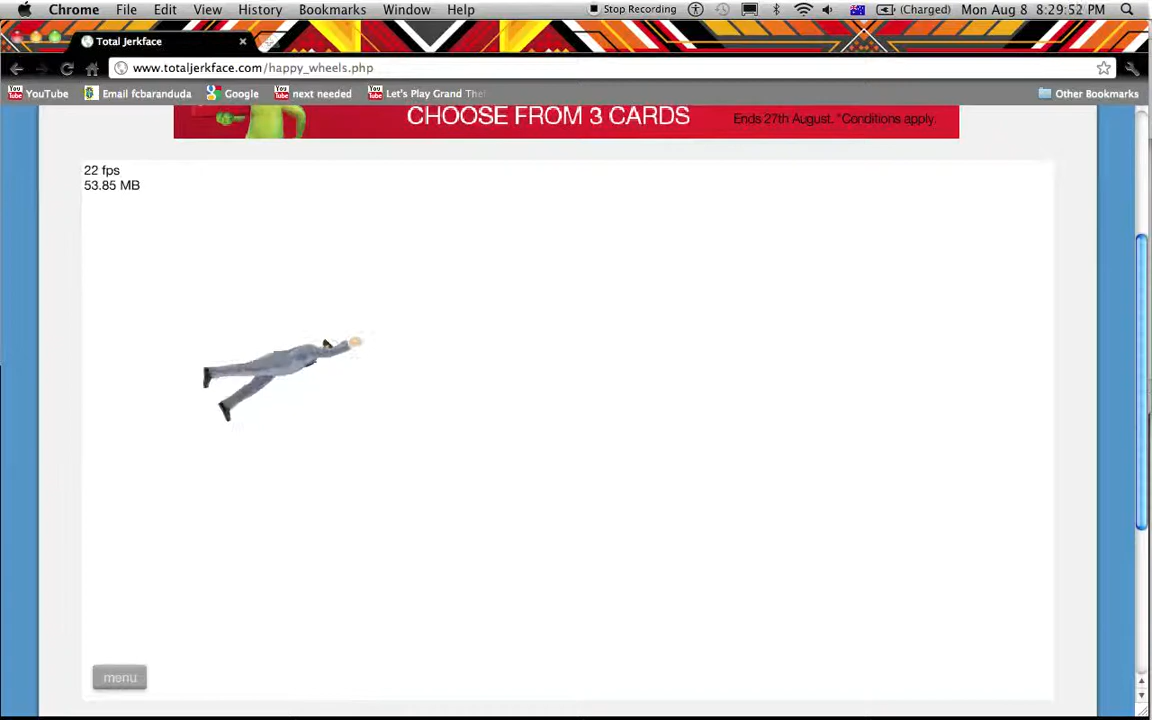 Chrome File Edit View History Bookmarks Window Help Stop Recording (Charged) Mon Aug 8 8:29:52 PM
Total Jerkface
www.totaljerkface.com/happy_wheels.php
YouTube Email fcbaranduda Google next needed Let's Play Grand The Other Bookmarks
CHOOSE FROM 3 CARDS Ends 27th August. *Conditions apply.
22 fps
53.85 MB
menu